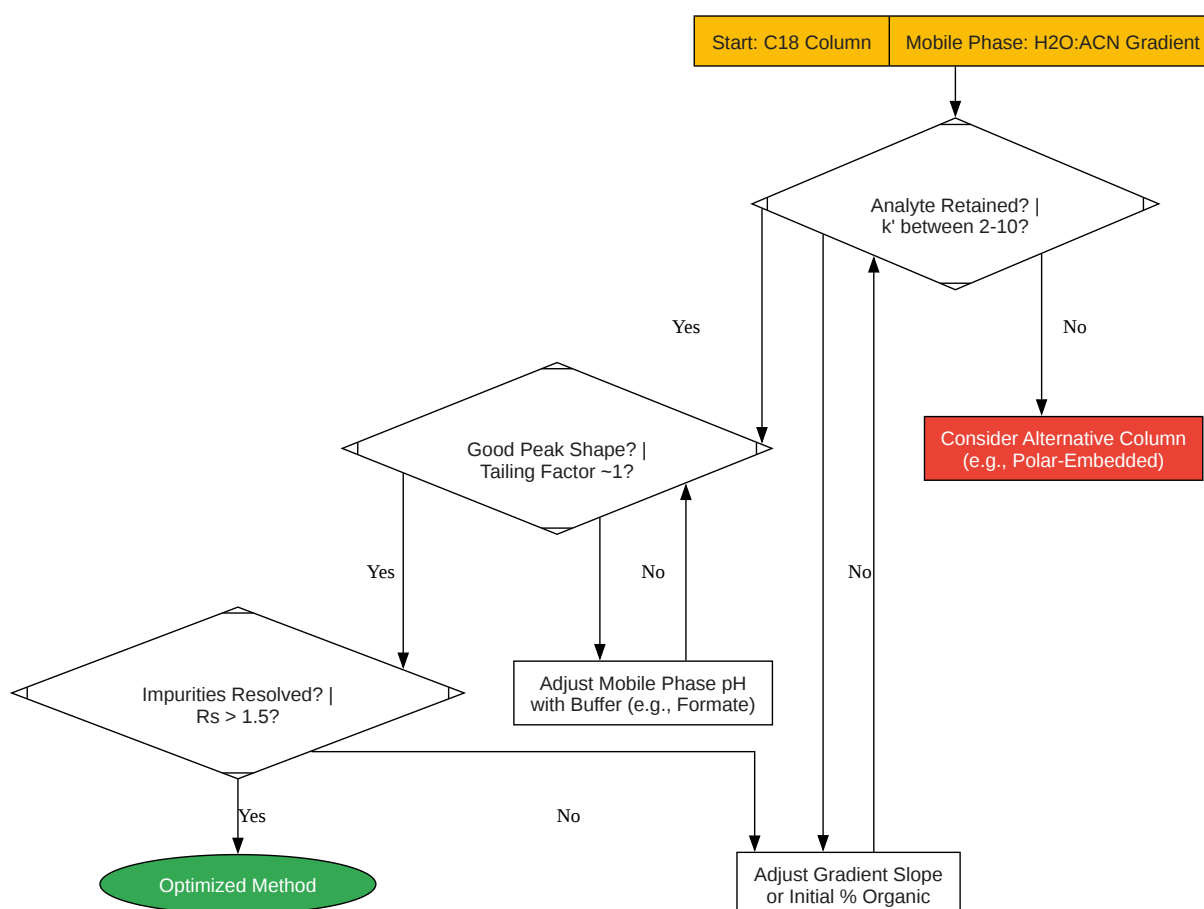 Start: C18 Column
Mobile Phase: H2O:ACN Gradient
Analyte Retained? |
k' between 2-10?
Yes
No
Good Peak Shape? |
Tailing Factor ~1?
Consider Alternative Column
(e.g., Polar-Embedded)
Yes
No
No
Impurities Resolved? |
Rs > 1.5?
Adjust Mobile Phase pH
with Buffer (e.g., Formate)
Yes
No
Optimized Method
Adjust Gradient Slope
or Initial % Organic